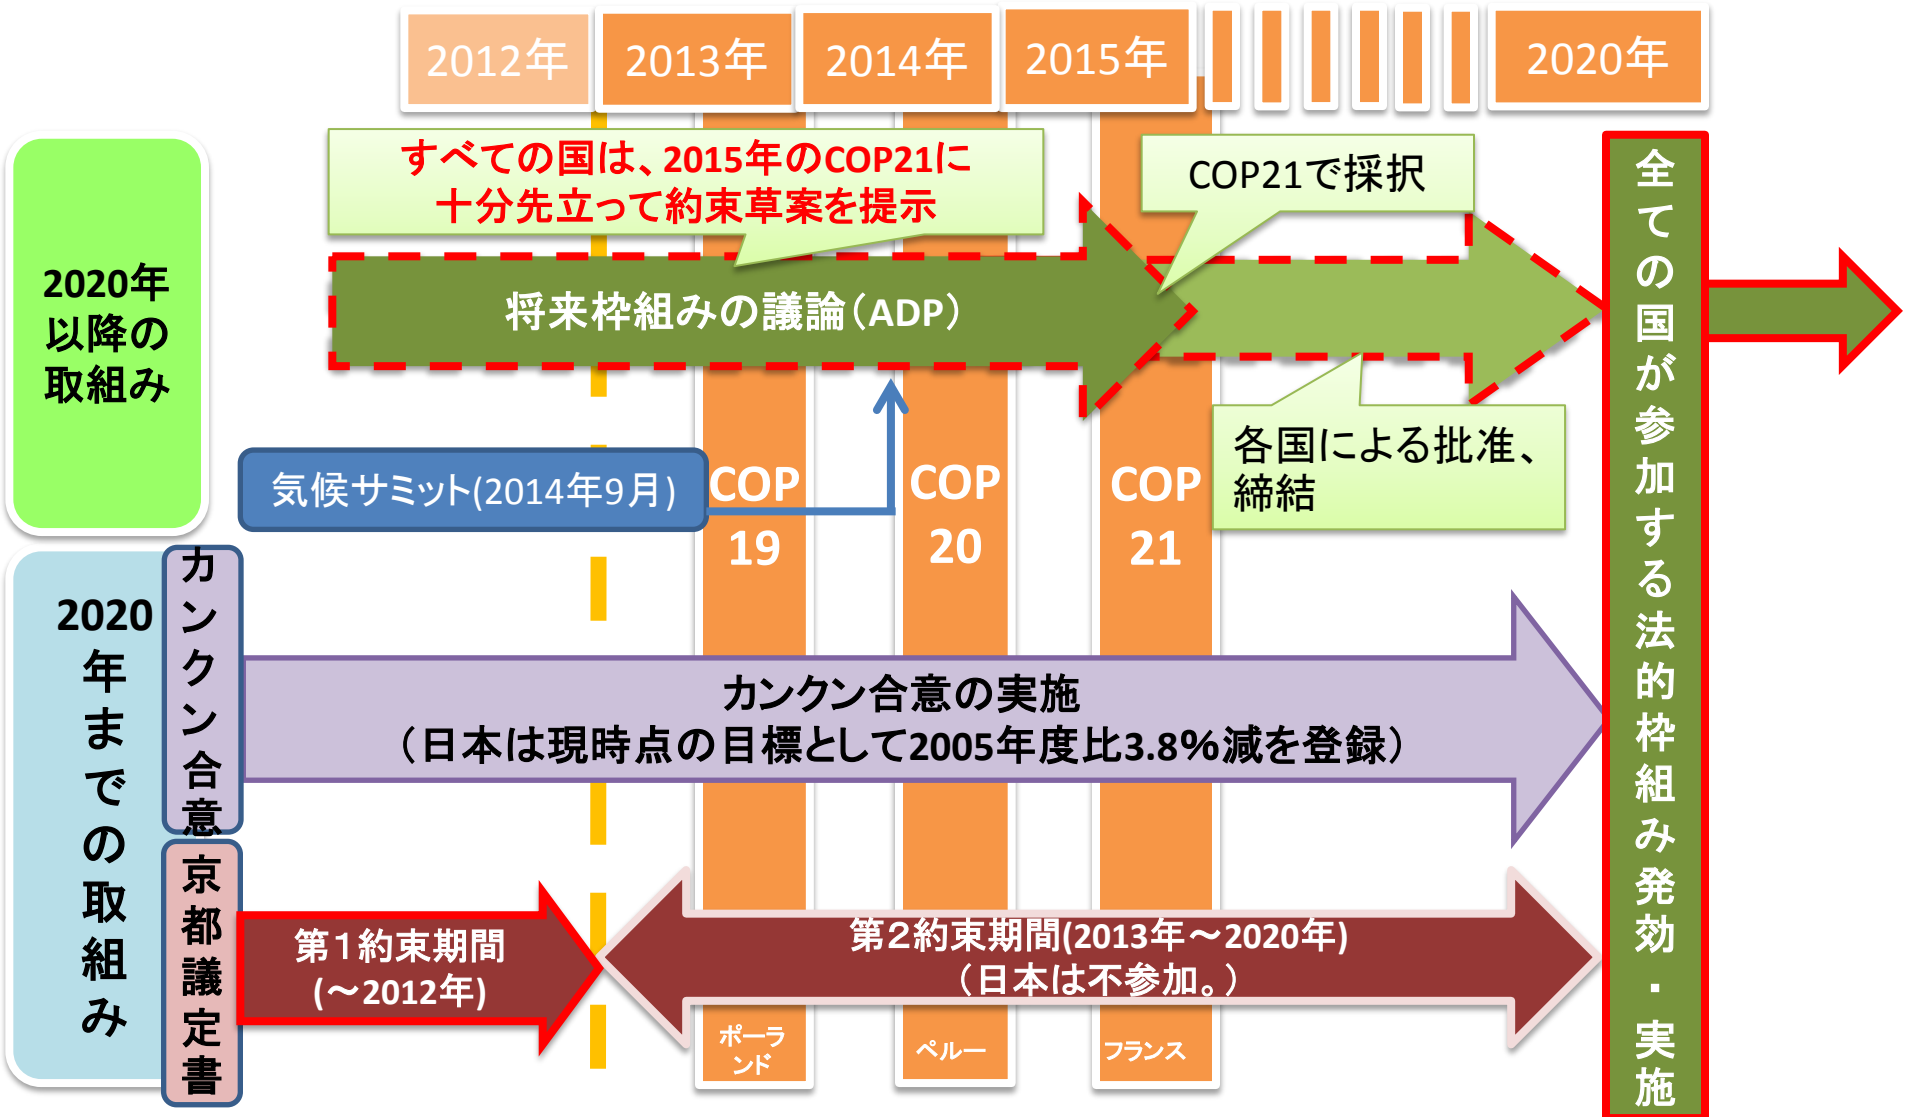 2012年
2013年
2014年
2015年
2020年
すべての国は、2015年のCOP21に
十分先立って約束草案を提示
COP21で採択
2020年
以降の
取組み
将来枠組みの議論（ADP）
各国による批准、
締結
気候サミット(2014年9月)
COP
19
COP
20
COP
21
全ての国が参加する法的枠組み発効・実施
2020
年までの取組み
カンクン合意
カンクン合意の実施
（日本は現時点の目標として2005年度比3.8％減を登録）
京都議定書
第１約束期間
(～2012年)
第２約束期間(2013年～2020年)
（日本は不参加。）
ポーラ
ンド
ペルー
フランス